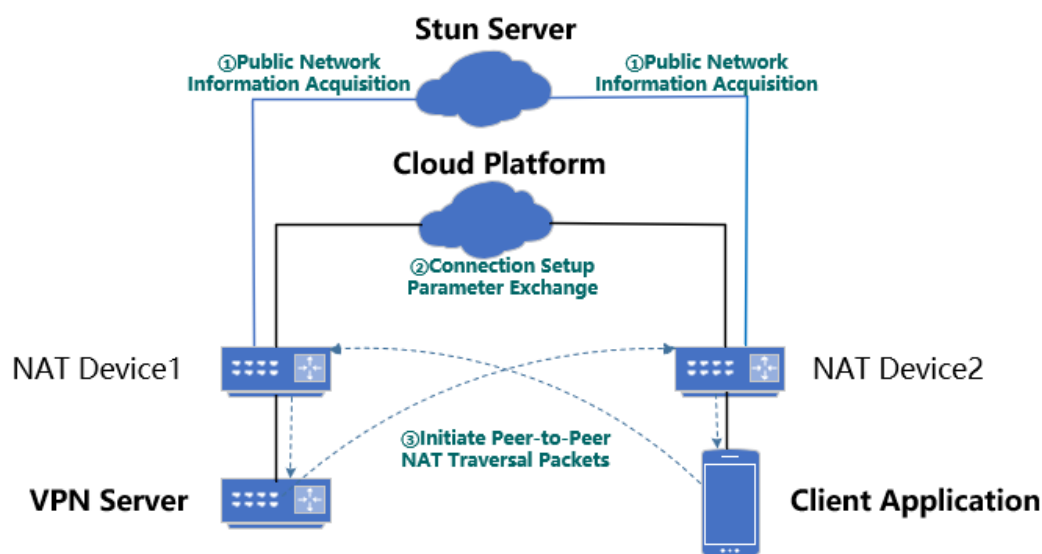 Stun Server
①Public Network
Information Acquisition
①Public Network
Information Acquisition
Cloud Platform
②Connection Setup
Parameter Exchange
NAT Device1
NAT Device2
③Initiate Peer-to-Peer
NAT Traversal Packets
VPN Server
Client Application